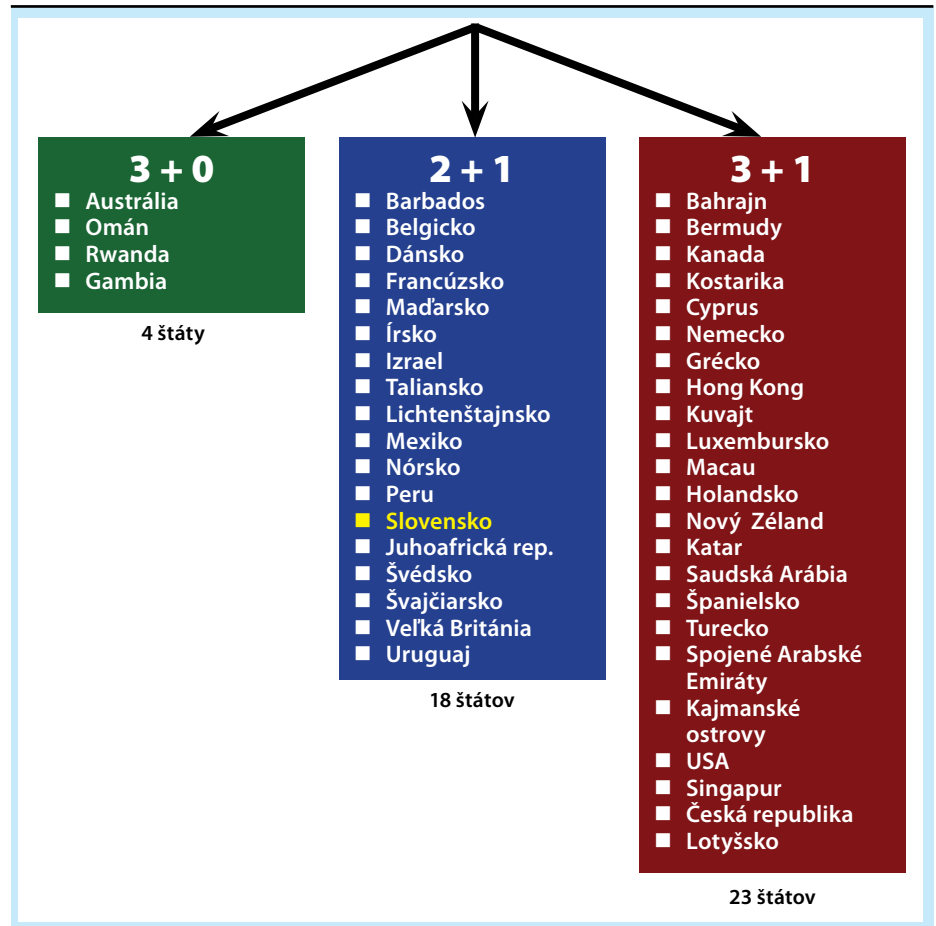 3 + 0
Austrália
Omán
Rwanda
Gambia
4 štáty
2 + 1
Barbados
Belgicko
Dánsko
Francúzsko
Maďarsko
Írsko
Izrael
Taliansko
Lichtenštajnsko
Mexiko
Nórsko
Peru
Slovensko
Juhoafrická rep.
Švédsko
Švajčiarsko
Veľká Británia
Uruguaj
18 štátov
3 + 1
Bahrajn
Bermudy
Kanada
Kostarika
Cyprus
Nemecko
Grécko
Hong Kong
Kuvajt
Luxembursko
Macau
Holandsko
Nový Zéland
Katar
Saudská Arábia
Španielsko
Turecko
Spojené Arabské
Emiráty
Kajmanské
ostrovy
USA
Singapur
Česká republika
Lotyšsko
23 štátov